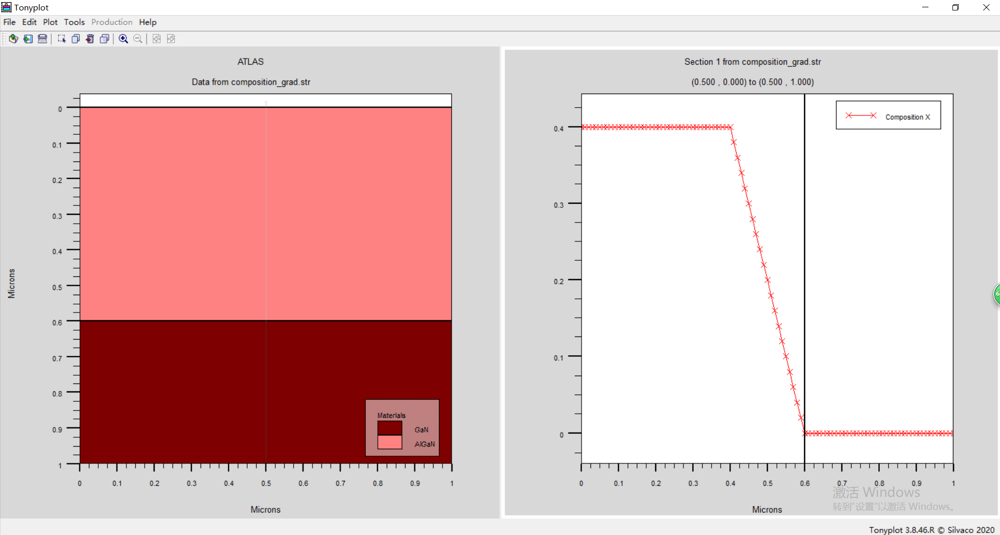 Tonyplot
File Edit Plot Tools Production Help
ATLAS
Data from composition_grad.str
0
0.1
0.2
0.3
0.4
0.5
0.6
0.7
0.8
0.9
1
Microns
Materials
GaN
AlGaN
0 0.1 0.2 0.3 0.4 0.5 0.6 0.7 0.8 0.9 1
Microns
Section 1 from composition_grad.str
(0.500 , 0.000) to (0.500 , 1.000)
Composition X
0.4
0.3
0.2
0.1
0
0 0.1 0.2 0.3 0.4 0.5 0.6 0.7 0.8 0.9 1
Microns
激活 Windows
转到"设置"以激活 Windows。
Tonyplot 3.8.46.R © Silvaco 2020